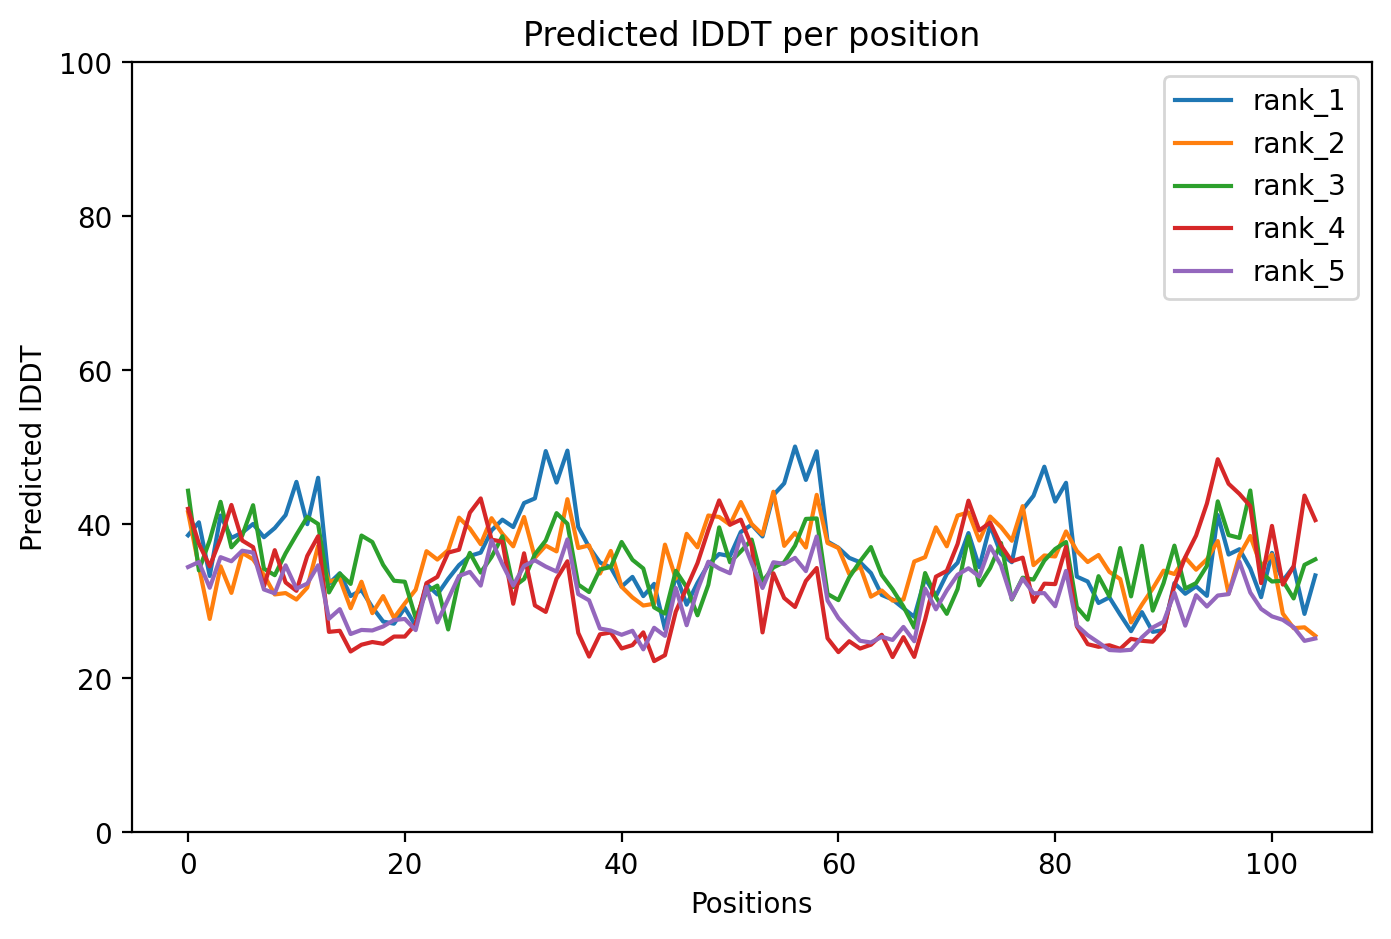 Predicted lDDT per position
100
80
60
40
20
0
Predicted lDDT
0 20 40 60 80 100
Positions
rank_1
rank_2
rank_3
rank_4
rank_5